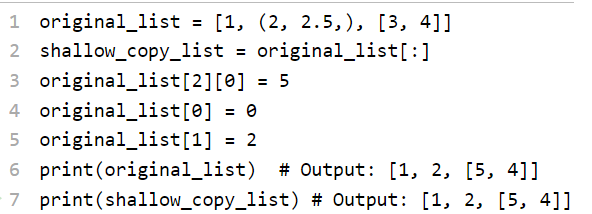 1 original_list = [1, (2, 2.5,), [3, 4]]
2 shallow_copy_list = original_list[:]
3 original_list[2][0] = 5
4 original_list[0] = 0
5 original_list[1] = 2
6 print(original_list)  # Output: [1, 2, [5, 4]]
7 print(shallow_copy_list) # Output: [1, 2, [5, 4]]